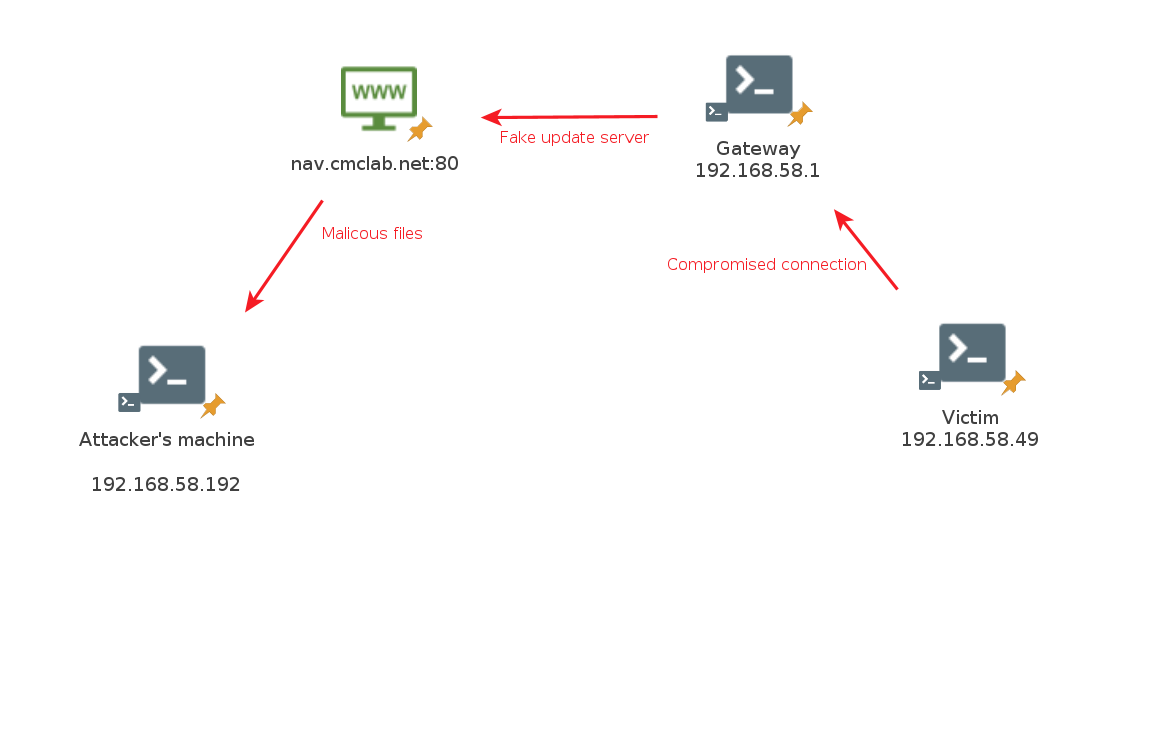 WWW
nav.cmclab.net:80
Fake update server
Gateway
192.168.58.1
Malicous files
Compromised connection
Attacker's machine
192.168.58.192
Victim
192.168.58.49